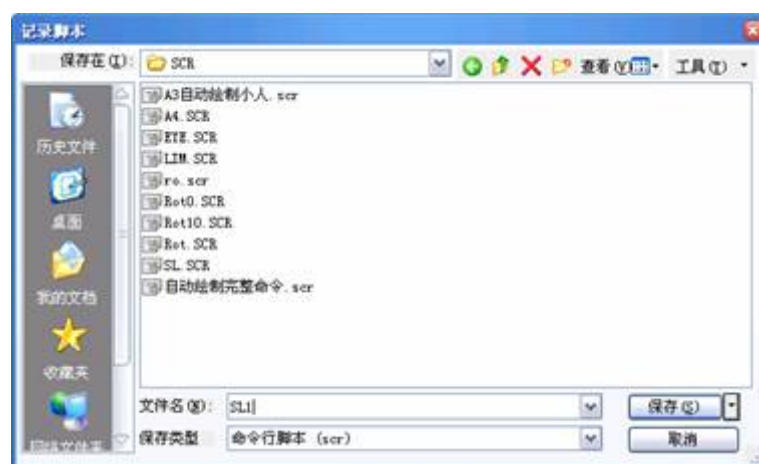 记录脚本
保存在(I): SCR 查看(V) 工具(T)
A3自动绘制小人.scr
A4.SCR
EYE.SCR
LIM.SCR
ro.scr
Rot0.SCR
Rot10.SCR
Rot.SCR
SL.SCR
自动绘制完整命令.scr
历史文件
桌面
我的文档
收藏夹
文件名(N): SL1 保存(S)
保存类型 命令行脚本 (scr) 取消